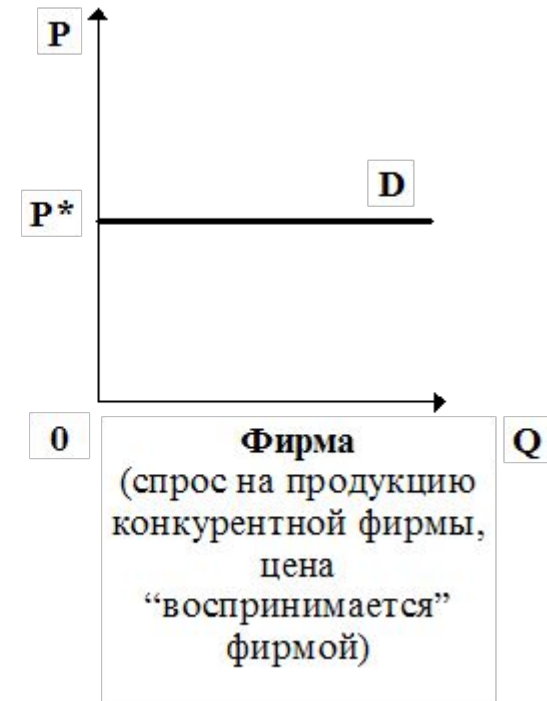 P
D
P*
0
Q
Фирма
(спрос на продукцию
конкурентной фирмы,
цена
“воспринимается”
фирмой)